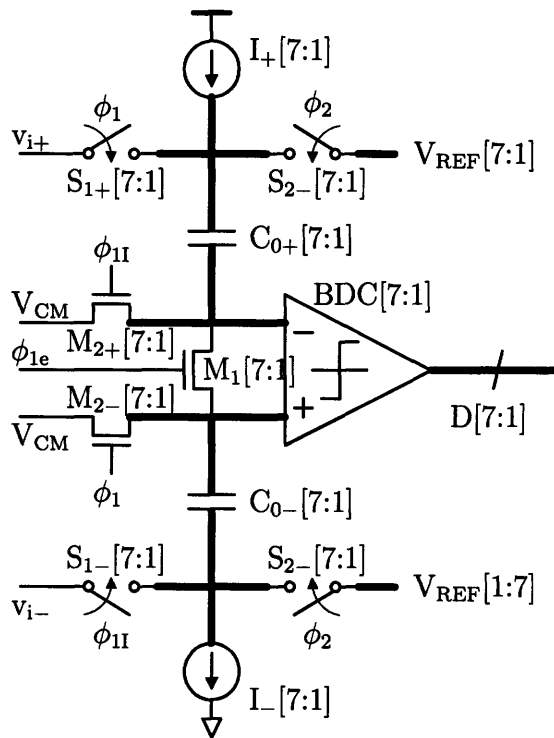 I+[7:1]
ϕ1
ϕ2
vi+
VREF[7:1]
S1+[7:1]
S2−[7:1]
C0+[7:1]
ϕ1I
BDC[7:1]
VCM
−
M2+[7:1]
ϕ1e
M1[7:1]
M2−[7:1]
+
D[7:1]
VCM
ϕ1
C0−[7:1]
S1−[7:1]
S2−[7:1]
VREF[1:7]
vi−
ϕ1I
ϕ2
I−[7:1]